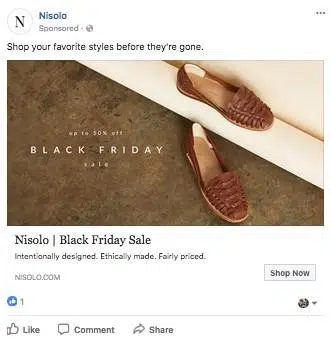 N
Nisolo
Sponsored ·
Shop your favorite styles before they're gone.
up to 50% off
BLACK FRIDAY
sale
Nisolo | Black Friday Sale
Intentionally designed. Ethically made. Fairly priced.
NISOLO.COM
Shop Now
1
Like
Comment
Share